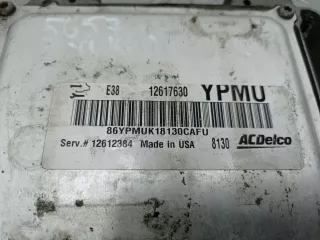 E38 12617630 YPMU
86YPMUK18130CAFU
Serv.# 12612384 Made in USA 8130 ACDelco